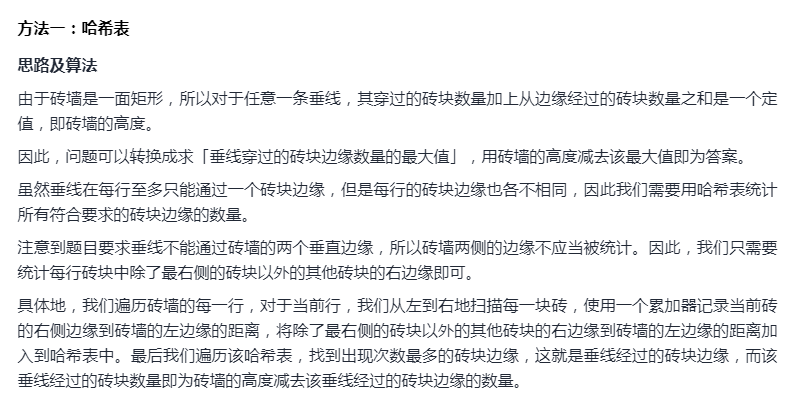 方法一：哈希表
思路及算法
由于砖墙是一面矩形，所以对于任意一条垂线，其穿过的砖块数量加上从边缘经过的砖块数量之和是一个定
值，即砖墙的高度。
因此，问题可以转换成求「垂线穿过的砖块边缘数量的最大值」，用砖墙的高度减去该最大值即为答案。
虽然垂线在每行至多只能通过一个砖块边缘，但是每行的砖块边缘也各不相同，因此我们需要用哈希表统计
所有符合要求的砖块边缘的数量。
注意到题目要求垂线不能通过砖墙的两个垂直边缘，所以砖墙两侧的边缘不应当被统计。因此，我们只需要
统计每行砖块中除了最右侧的砖块以外的其他砖块的右边缘即可。
具体地，我们遍历砖墙的每一行，对于当前行，我们从左到右地扫描每一块砖，使用一个累加器记录当前砖
的右侧边缘到砖墙的左边缘的距离，将除了最右侧的砖块以外的其他砖块的右边缘到砖墙的左边缘的距离加
入到哈希表中。最后我们遍历该哈希表，找到出现次数最多的砖块边缘，这就是垂线经过的砖块边缘，而该
垂线经过的砖块数量即为砖墙的高度减去该垂线经过的砖块边缘的数量。